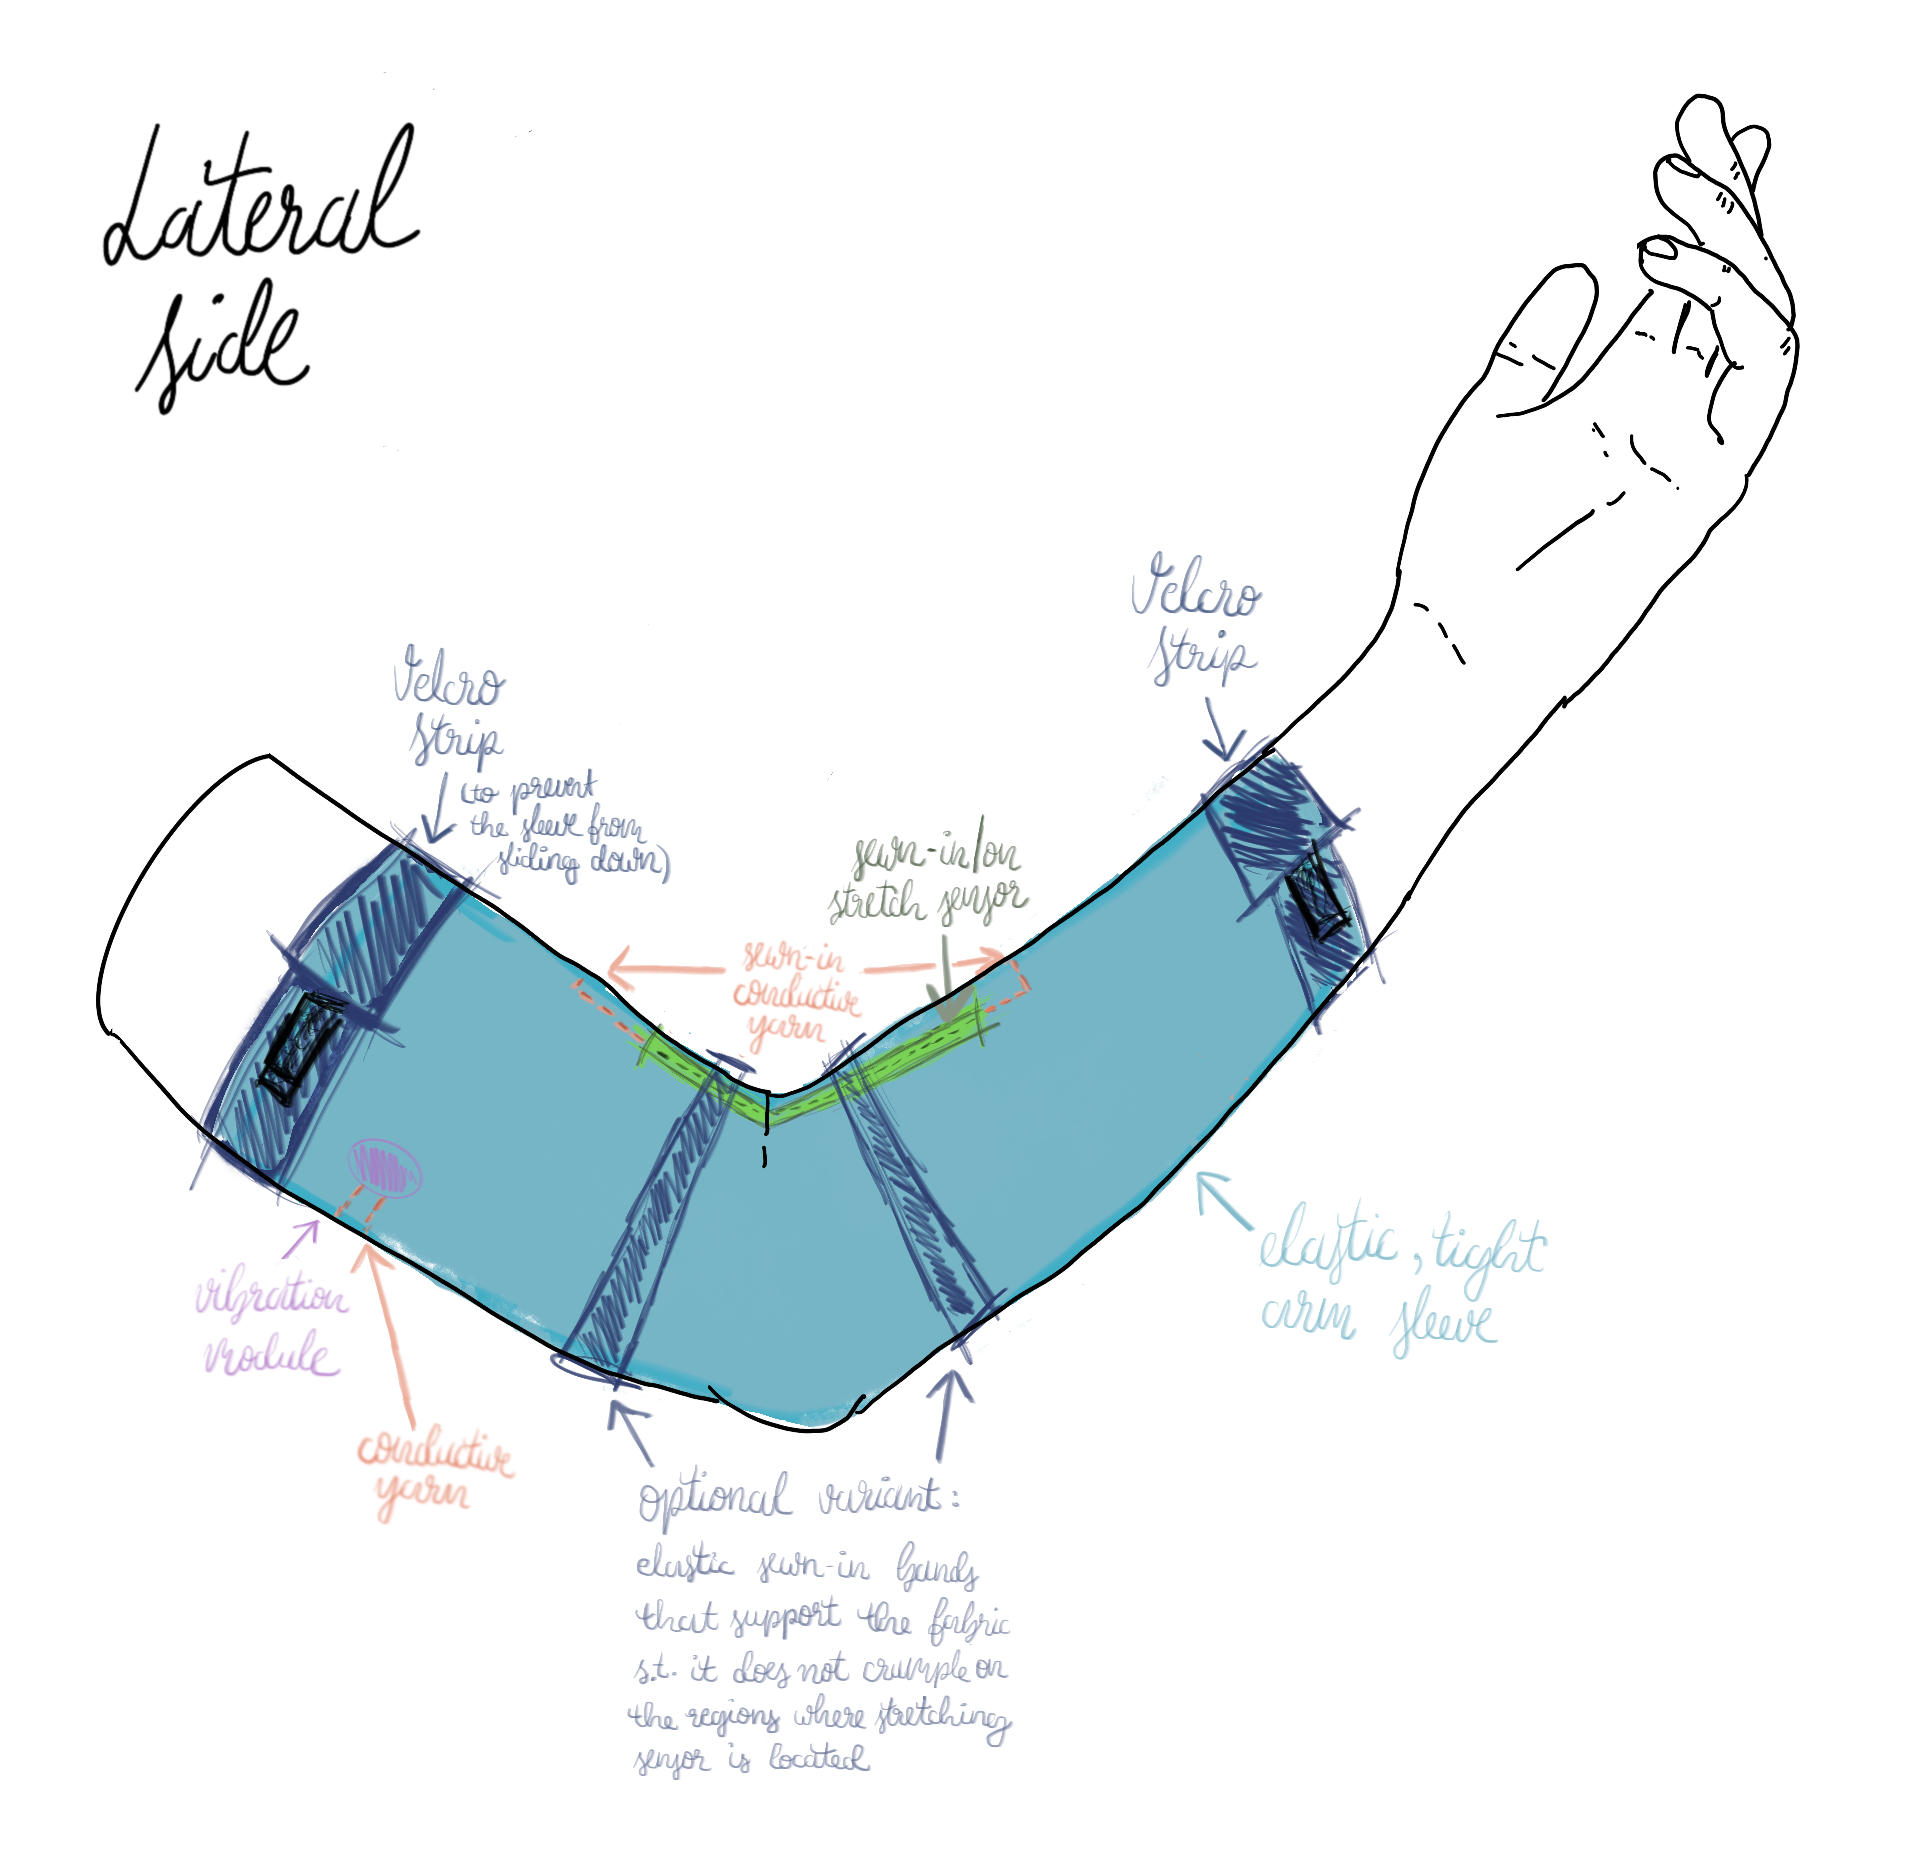 Lateral
side
Velcro
strip
Velcro
strip
(to prevent
the sleeve from
sliding down)
sewn-in/on
stretch sensor
sewn-in
conductive
yarn
elastic, tight
arm sleeve
vibration
module
conductive
yarn
optional variant:
elastic sewn-in bands
that support the fabric
s.t. it does not crumple on
the regions where stretching
sensor is located